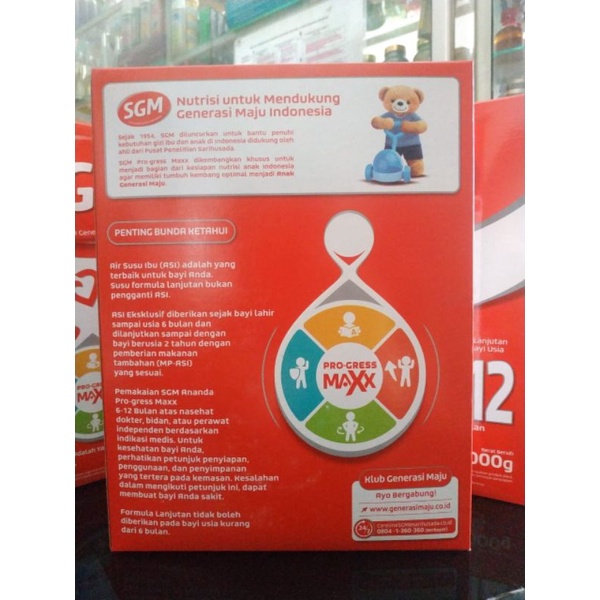 SGM
Nutrisi untuk Mendukung
Generasi Maju Indonesia
Sejak 1954, SGM diluncurkan untuk bantu penuhi
kebutuhan gizi ibu dan anak di Indonesia didukung oleh
ahli dari Pusat Penelitian Sarihusada.
SGM Pro-gress Maxx dikembangkan khusus untuk
menjadi bagian dari kesiapan nutrisi anak Indonesia
agar memiliki tumbuh kembang optimal menjadi Anak
Generasi Maju
PENTING BUNDA KETAHUI
Air Susu Ibu (ASI) adalah yang
terbaik untuk bayi Anda.
Susu formula lanjutan bukan
pengganti ASI.
ASI Eksklusif diberikan sejak bayi lahir
sampai usia 6 bulan dan
dilanjutkan sampai dengan
bayi berusia 2 tahun dengan
pemberian makanan
tambahan (MP-ASI)
yang sesuai.
Pemakaian SGM Ananda
Pro-gress Maxx
6-12 Bulan atas nasehat
dokter, bidan, atau perawat
independen berdasarkan
indikasi medis. Untuk
kesehatan bayi Anda,
perhatikan petunjuk penyiapan,
penggunaan, dan penyimpanan
yang tertera pada kemasan. Kesalahan
dalam mengikuti petunjuk ini, dapat
membuat bayi Anda sakit.
Formula Lanjutan tidak boleh
diberikan pada bayi usia kurang
dari 6 bulan.
PRO-GRESS
MAXX
Klub Generasi Maju
Ayo Bergabung!
www.generasimaju.co.id
24
0804-1-360 360
G
Lanjutan
ayi Usia
12
lan
Berat Bersih
000g